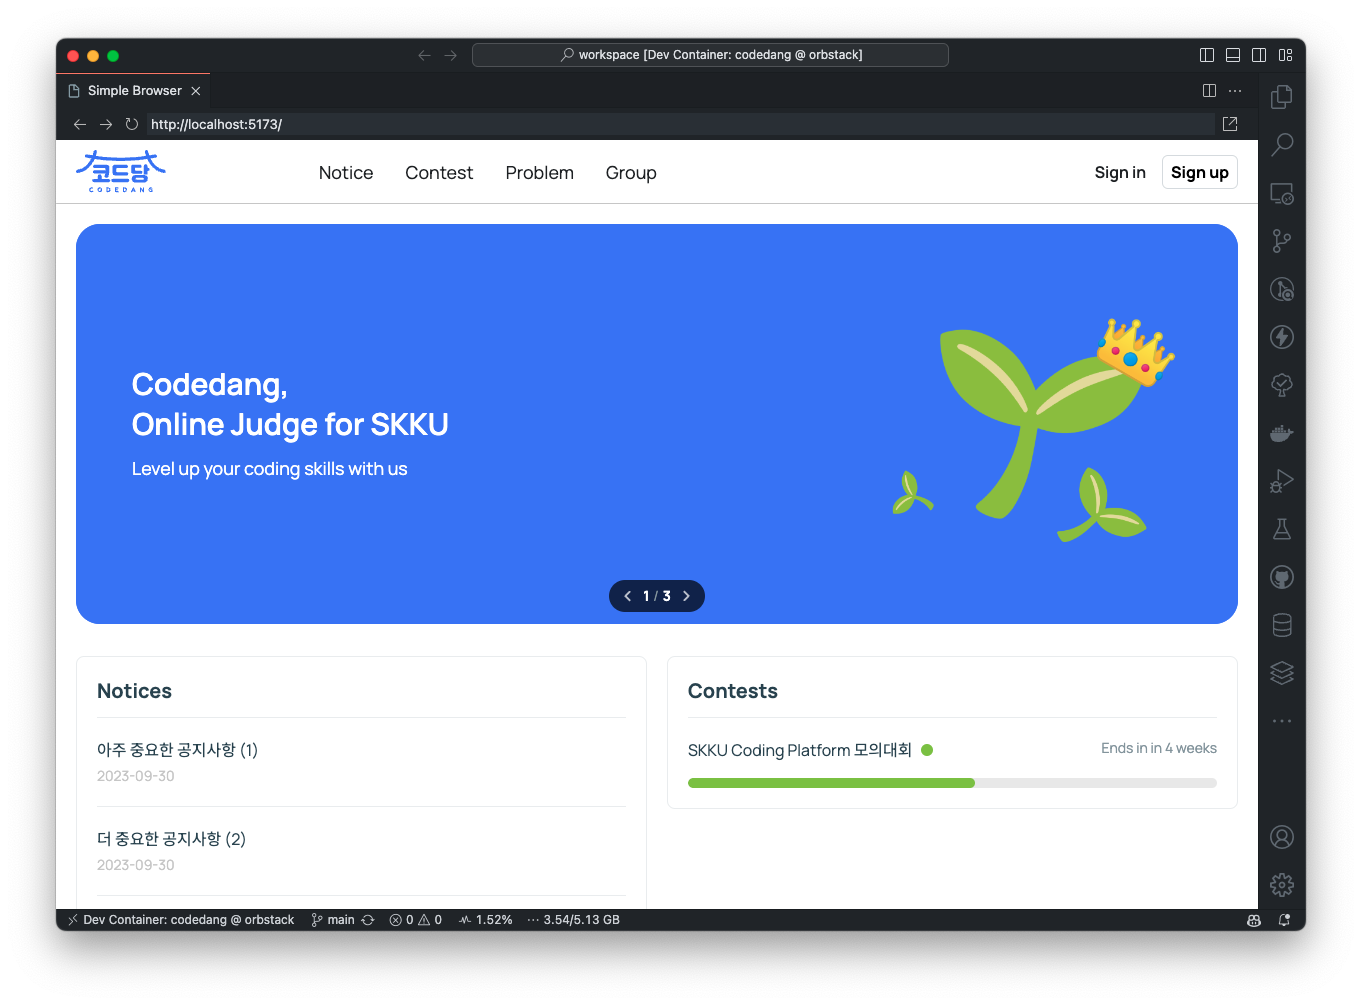 workspace [Dev Container: codedang @ orbstack]
Simple Browser
http://localhost:5173/
코드당
CODEDANG
Notice Contest Problem Group Sign in Sign up
Codedang,
Online Judge for SKKU
Level up your coding skills with us
1 / 3
Notices
아주 중요한 공지사항 (1)
2023-09-30
더 중요한 공지사항 (2)
2023-09-30
Contests
SKKU Coding Platform 모의대회 Ends in in 4 weeks
Dev Container: codedang @ orbstack main 0 0 1.52% 3.54/5.13 GB